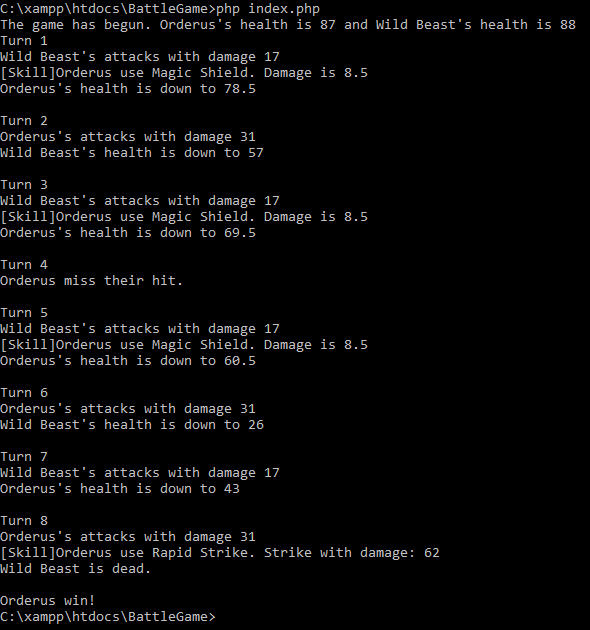 C:\xampp\htdocs\BattleGame>php index.php
The game has begun. Orderus's health is 87 and Wild Beast's health is 88
Turn 1
Wild Beast's attacks with damage 17
[Skill]Orderus use Magic Shield. Damage is 8.5
Orderus's health is down to 78.5
Turn 2
Orderus's attacks with damage 31
Wild Beast's health is down to 57
Turn 3
Wild Beast's attacks with damage 17
[Skill]Orderus use Magic Shield. Damage is 8.5
Orderus's health is down to 69.5
Turn 4
Orderus miss their hit.
Turn 5
Wild Beast's attacks with damage 17
[Skill]Orderus use Magic Shield. Damage is 8.5
Orderus's health is down to 60.5
Turn 6
Orderus's attacks with damage 31
Wild Beast's health is down to 26
Turn 7
Wild Beast's attacks with damage 17
Orderus's health is down to 43
Turn 8
Orderus's attacks with damage 31
[Skill]Orderus use Rapid Strike. Strike with damage: 62
Wild Beast is dead.
Orderus win!
C:\xampp\htdocs\BattleGame>